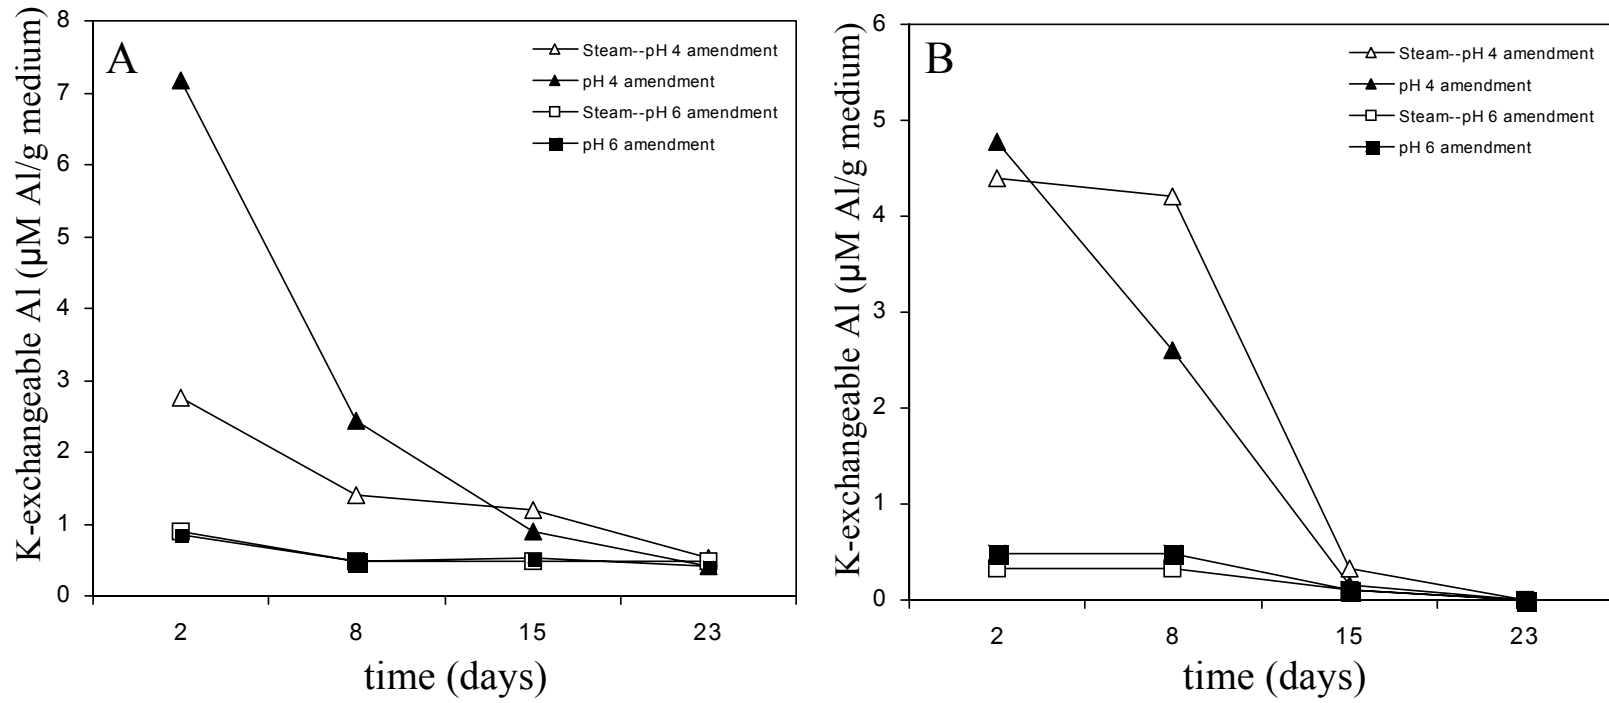 A
K-exchangeable Al (µM Al/g medium)
8
7
6
5
4
3
2
1
0
Steam--pH 4 amendment
pH 4 amendment
Steam--pH 6 amendment
pH 6 amendment
2 8 15 23
time (days)
B
K-exchangeable Al (µM Al/g medium)
6
5
4
3
2
1
0
Steam--pH 4 amendment
pH 4 amendment
Steam--pH 6 amendment
pH 6 amendment
2 8 15 23
time (days)